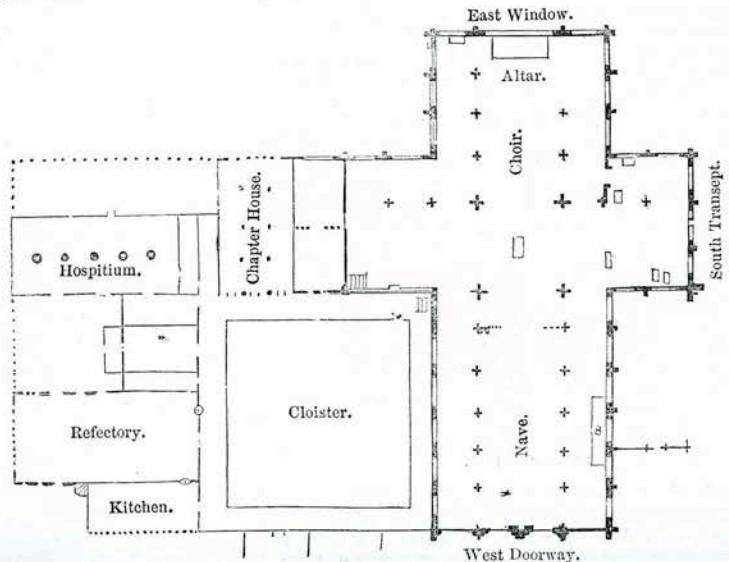 East Window.
Altar.
Choir.
Chapter House.
South Transept.
Hospitium.
Cloister.
Refectory.
Nave.
Kitchen.
West Doorway.